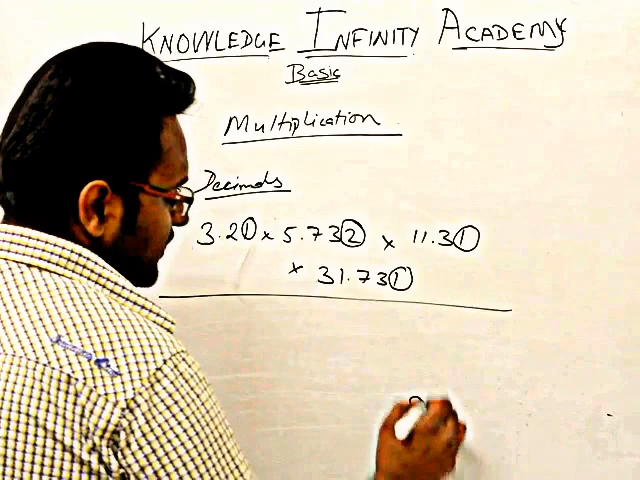 KNOWLEDGE INFINITY ACADEMY
Basic
Multiplication
Decimals
3.21 × 5.732 × 11.31
× 31.731